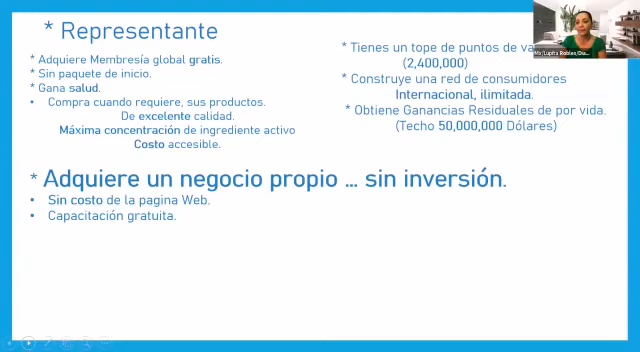 * Representante
* Adquiere Membresía global gratis.
* Sin paquete de inicio.
* Gana salud.
• Compra cuando requiere, sus productos.
De excelente calidad.
Máxima concentración de ingrediente activo
Costo accesible.
* Tienes un tope de puntos de va
(2,400,000)
* Construye una red de consumidores
Internacional, ilimitada.
* Obtiene Ganancias Residuales de por vida.
(Techo 50,000,000 Dólares)
* Adquiere un negocio propio ... sin inversión.
• Sin costo de la pagina Web.
• Capacitación gratuita.
Lupita Robles/